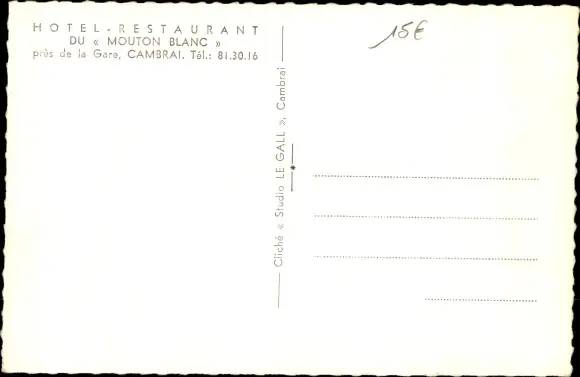 HOTEL-RESTAURANT
DU « MOUTON BLANC »
près de la Gare, CAMBRAI. Tél.: 81.30.16
Cliché « Studio LE GALL », Cambrai
15€